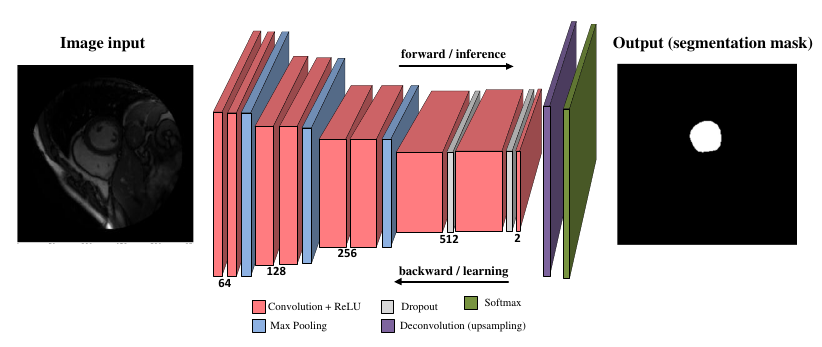 Image input
forward / inference
Output (segmentation mask)
64
128
256
512
2
backward / learning
Convolution + ReLU
Dropout
Softmax
Max Pooling
Deconvolution (upsampling)